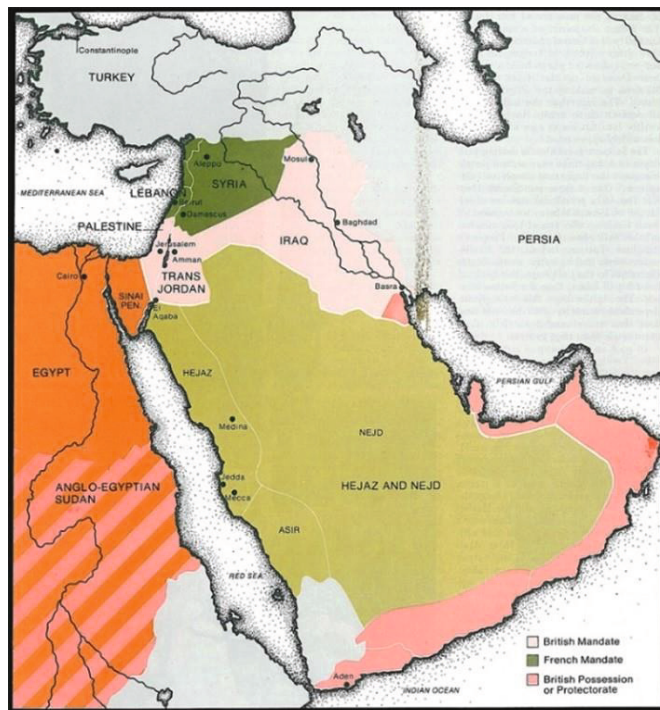 Constantinople
TURKEY
Aleppo
Mosul
LEBANON
SYRIA
MEDITERRANEAN SEA
Beirut
Damascus
PALESTINE
Baghdad
IRAQ
PERSIA
Jerusalem
Amman
Cairo
TRANS
JORDAN
Basra
SINAI
PEN.
El
Aqaba
EGYPT
HEJAZ
PERSIAN GULF
Medina
NEJD
ANGLO-EGYPTIAN
SUDAN
Jedda
Mecca
HEJAZ AND NEJD
ASIR
RED SEA
British Mandate
French Mandate
British Possession
or Protectorate
Aden
INDIAN OCEAN